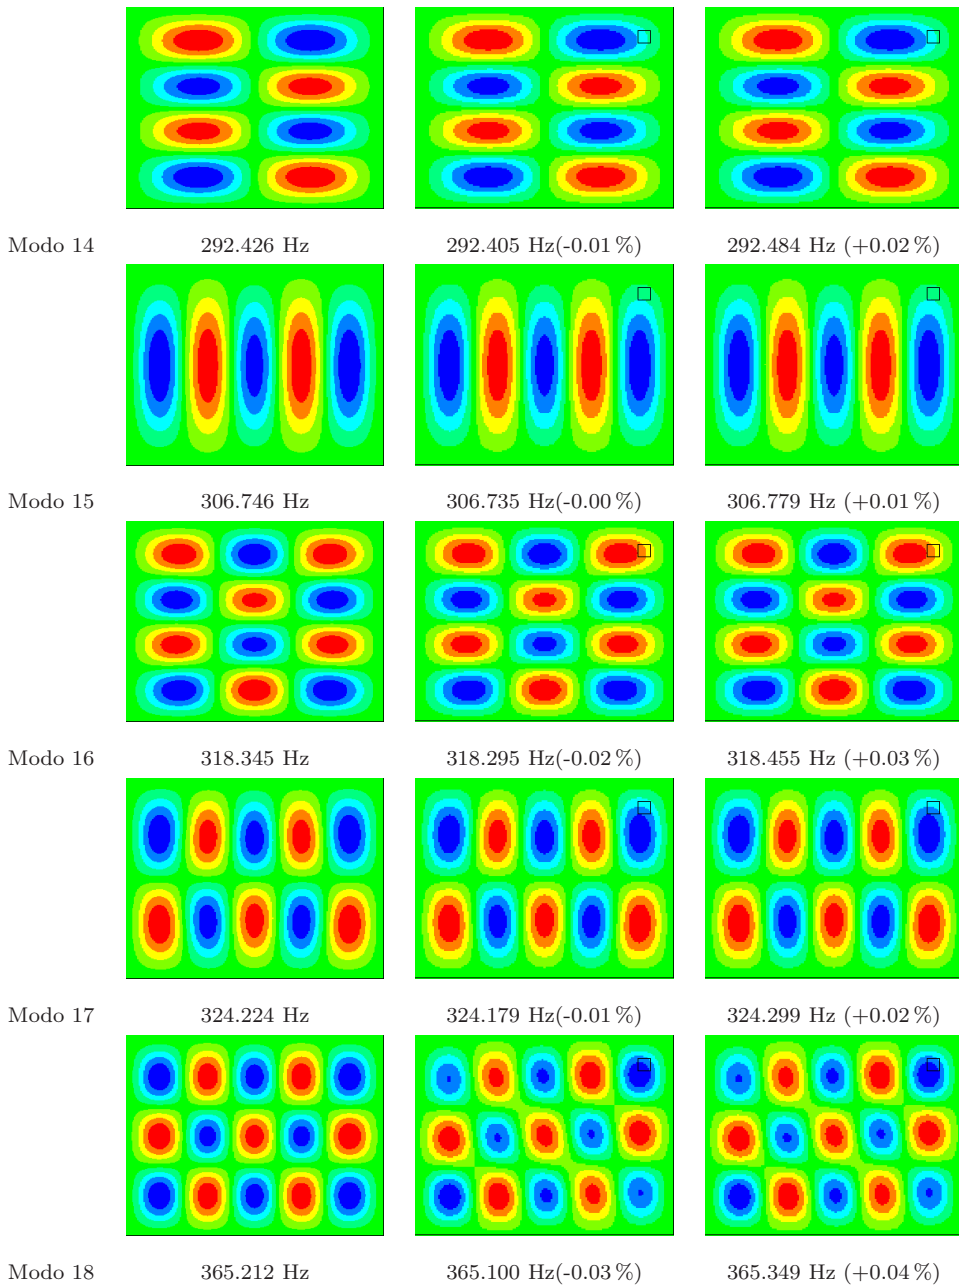 Modo 14 292.426 Hz 292.405 Hz(-0.01 %) 292.484 Hz (+0.02 %)
Modo 15 306.746 Hz 306.735 Hz(-0.00 %) 306.779 Hz (+0.01 %)
Modo 16 318.345 Hz 318.295 Hz(-0.02 %) 318.455 Hz (+0.03 %)
Modo 17 324.224 Hz 324.179 Hz(-0.01 %) 324.299 Hz (+0.02 %)
Modo 18 365.212 Hz 365.100 Hz(-0.03 %) 365.349 Hz (+0.04 %)